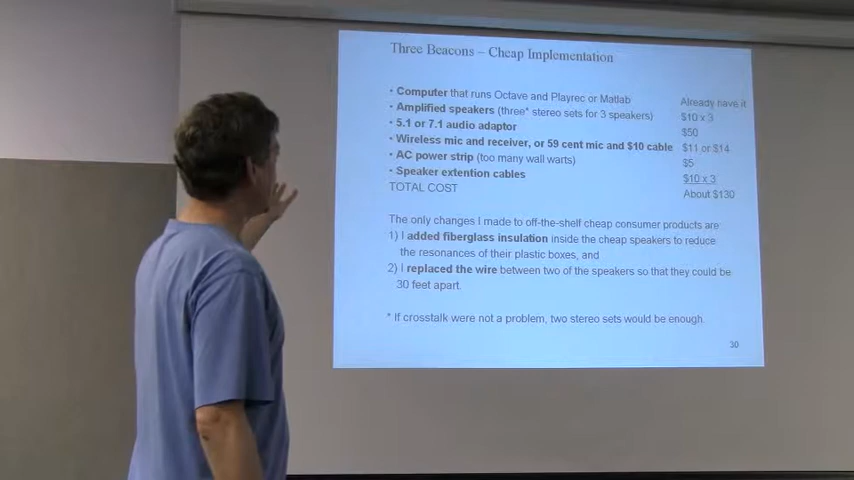 Three Beacons – Cheap Implementation
• Computer that runs Octave and Playrec or Matlab Already have it
• Amplified speakers (three* stereo sets for 3 speakers) $10 x 3
• 5.1 or 7.1 audio adaptor $50
• Wireless mic and receiver, or 59 cent mic and $10 cable $11 or $14
• AC power strip (too many wall warts) $5
• Speaker extention cables $10 x 3
TOTAL COST About $130
The only changes I made to off-the-shelf cheap consumer products are
1) I added fiberglass insulation inside the cheap speakers to reduce
the resonances of their plastic boxes, and
2) I replaced the wire between two of the speakers so that they could be
30 feet apart.
* If crosstalk were not a problem, two stereo sets would be enough.
30